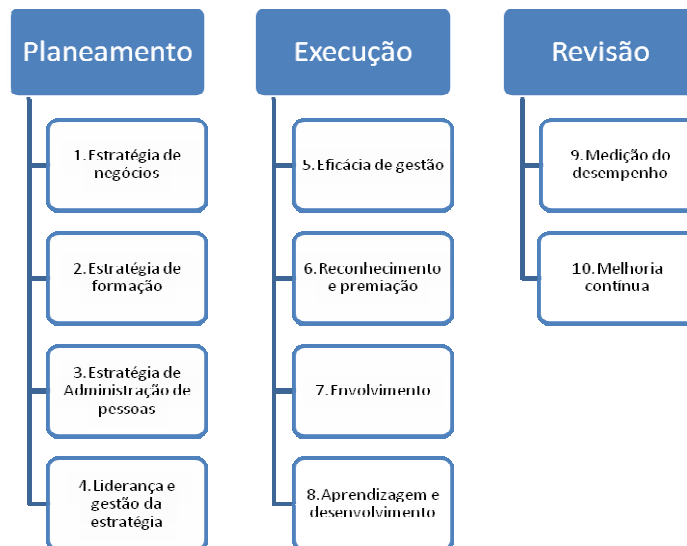 Planeamento
1.Estratégia de
negócios
2.Estratégia de
formação
3.Estratégia de
Administração de
pessoas
4.Liderança e
gestão da
estratégia
Execução
5.Eficácia de gestão
6.Reconhecimento
e premiação
7.Envolvimento
8.Aprendizagem e
desenvolvimento
Revisão
9.Medição do
desempenho
10.Melhoria
contínua